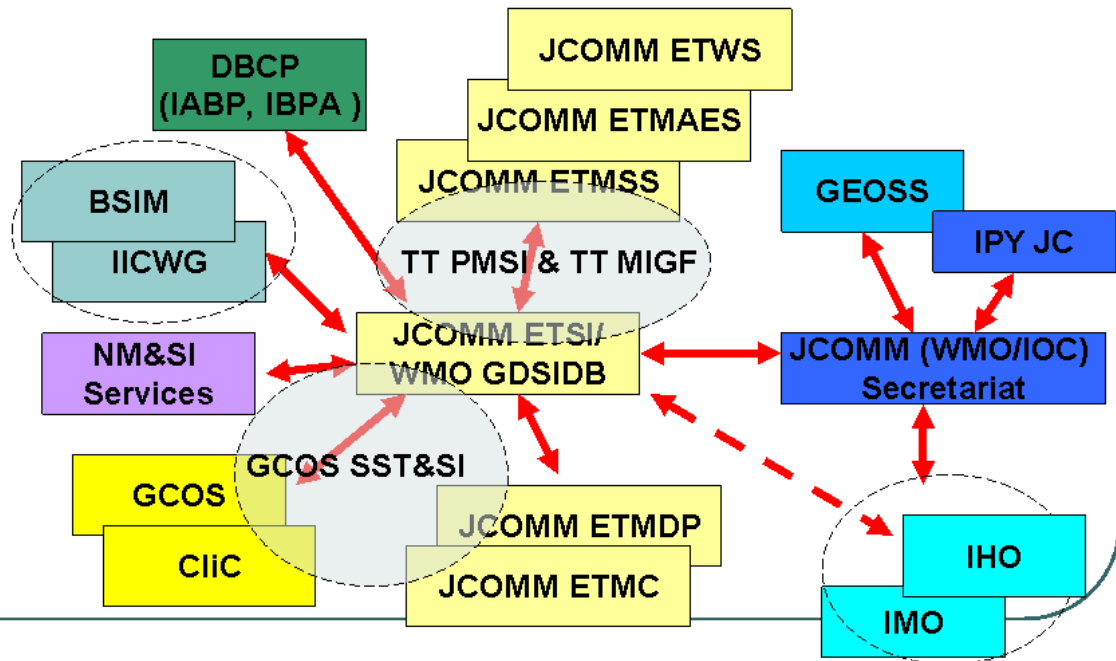 JCOMM ETWS
DBCP
(IABP, IBPA )
JCOMM ETMAES
JCOMM ETMSS
BSIM
GEOSS
IICWG
IPY JC
TT PMSI & TT MIGF
JCOMM ETSI/
WMO GDSIDB
NM&SI
Services
JCOMM (WMO/IOC)
Secretariat
GCOS SST&SI
GCOS
CliC
JCOMM ETMDP
JCOMM ETMC
IHO
IMO